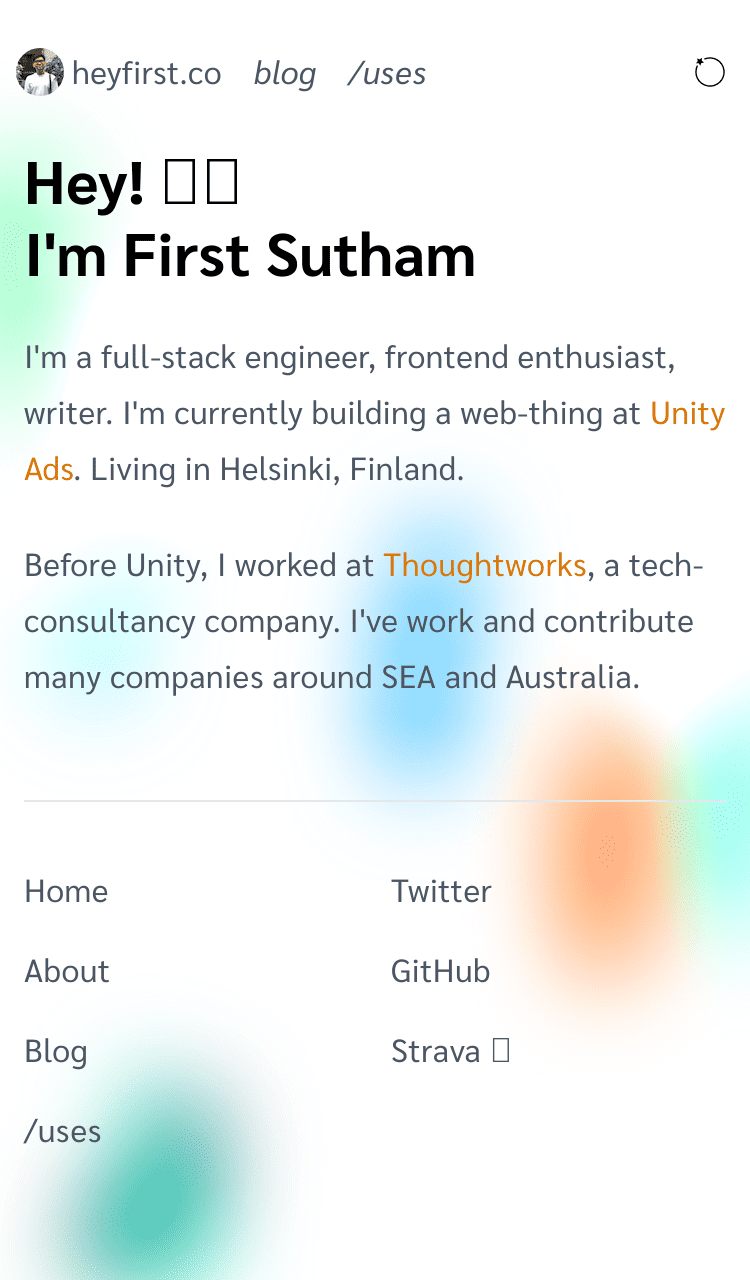 heyfirst.co blog /uses
Hey! 
I'm First Sutham
I'm a full-stack engineer, frontend enthusiast,
writer. I'm currently building a web-thing at Unity
Ads. Living in Helsinki, Finland.
Before Unity, I worked at Thoughtworks, a tech-
consultancy company. I've work and contribute
many companies around SEA and Australia.
Home
Twitter
About
GitHub
Blog
Strava
/uses